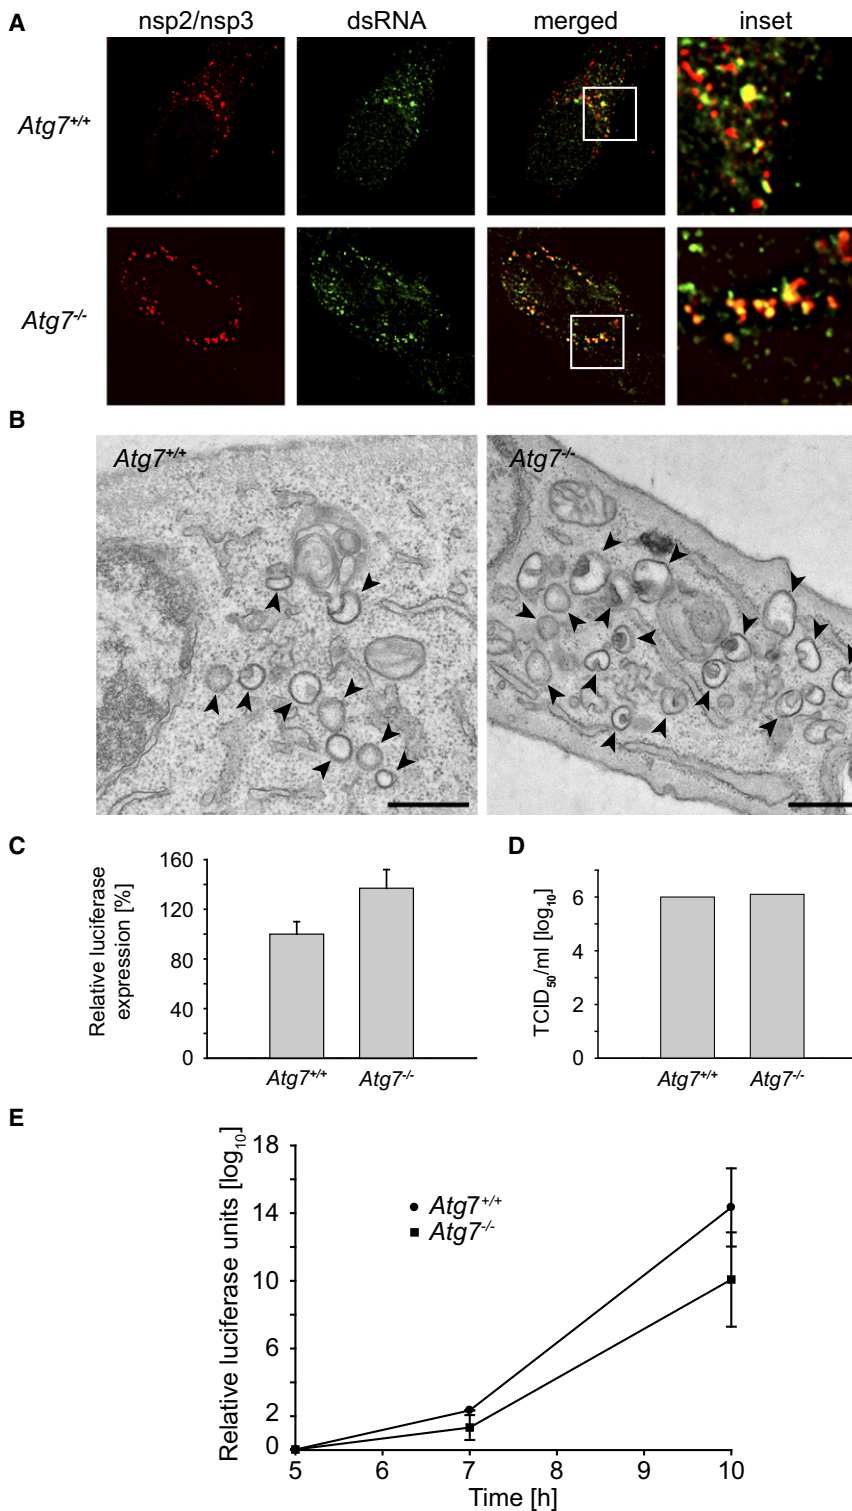 A
nsp2/nsp3 dsRNA merged inset
Atg7+/+
Atg7-/-
B
Atg7+/+ Atg7-/-
C
Relative luciferase
expression [%]
160
120
80
40
0
Atg7+/+ Atg7-/-
D
TCID50/ml [log10]
6
4
2
0
Atg7+/+ Atg7-/-
E
Relative luciferase units [log10]
18
14
10
6
2
0
Atg7+/+
Atg7-/-
5 6 7 8 9 10
Time [h]